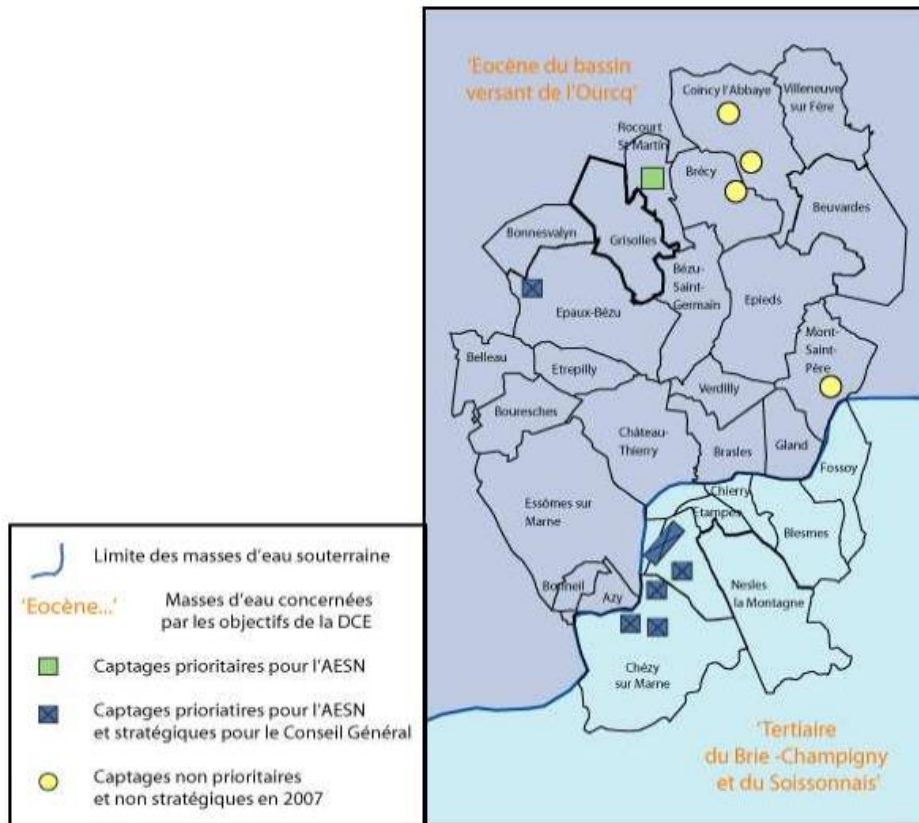 'Eocène du bassin
versant de l'Ourcq'
Coincy l'Abbaye
Villeneuve
sur Fère
Rocourt
St Martin
Brécy
Beuvardes
Bonnesvalyn
Grisolles
Bézu-
Saint-
Germain
Epieds
Epaux-Bézu
Mont-
Saint-
Père
Belleau
Etrepilly
Verdilly
Bouresches
Château-
Thierry
Brasles
Gland
Fossoy
Chierry
Etampes
Essômes sur
Marne
Blesmes
Bonneil
Azy
Nesles
la Montagne
Chézy
sur Marne
'Tertiaire
du Brie -Champigny
et du Soissonnais'
Limite des masses d'eau souterraine
'Eocène...'
Masses d'eau concernées
par les objectifs de la DCE
Captages prioritaires pour l'AESN
Captages prioriatires pour l'AESN
et stratégiques pour le Conseil Général
Captages non prioritaires
et non stratégiques en 2007